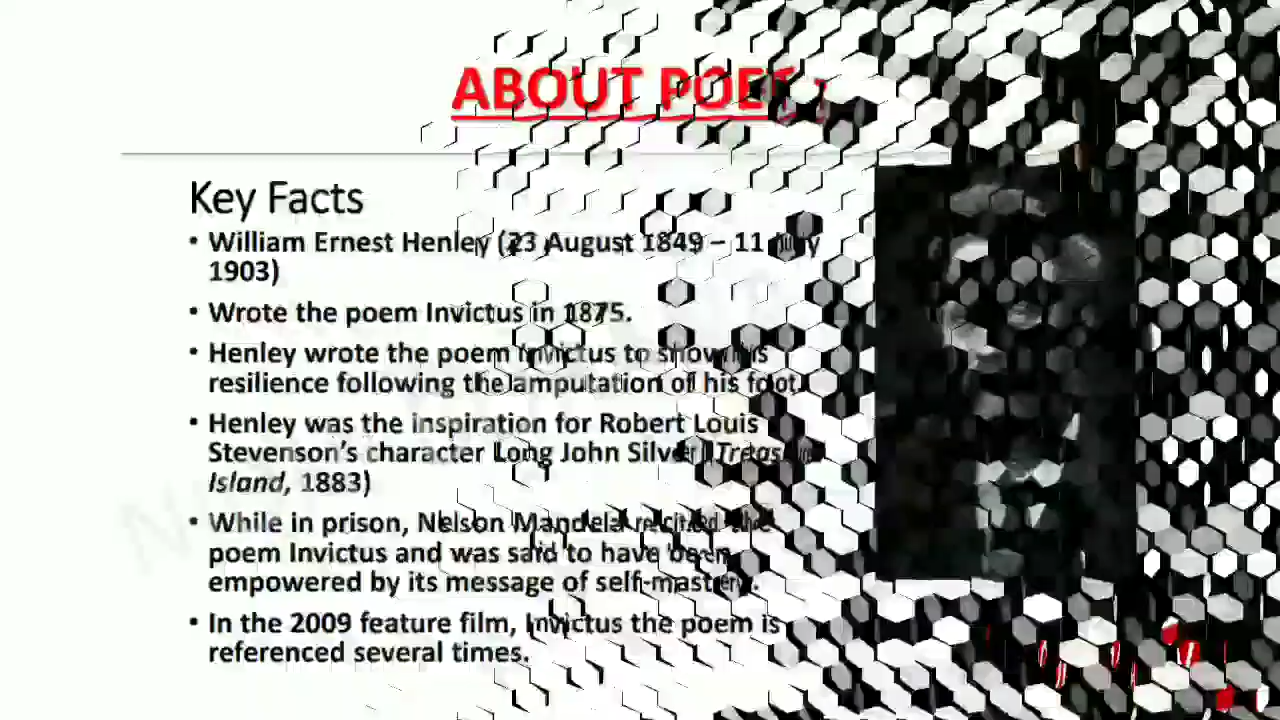 ABOUT POET
Key Facts
• William Ernest Henley (23 August 1849 – 11 July
1903)
• Wrote the poem Invictus in 1875.
• Henley wrote the poem Invictus to show his
resilience following the amputation of his foot.
• Henley was the inspiration for Robert Louis
Stevenson's character Long John Silver (Treasure
Island, 1883)
• While in prison, Nelson Mandela recited the
poem Invictus and was said to have been
empowered by its message of self-mastery.
• In the 2009 feature film, Invictus the poem is
referenced several times.